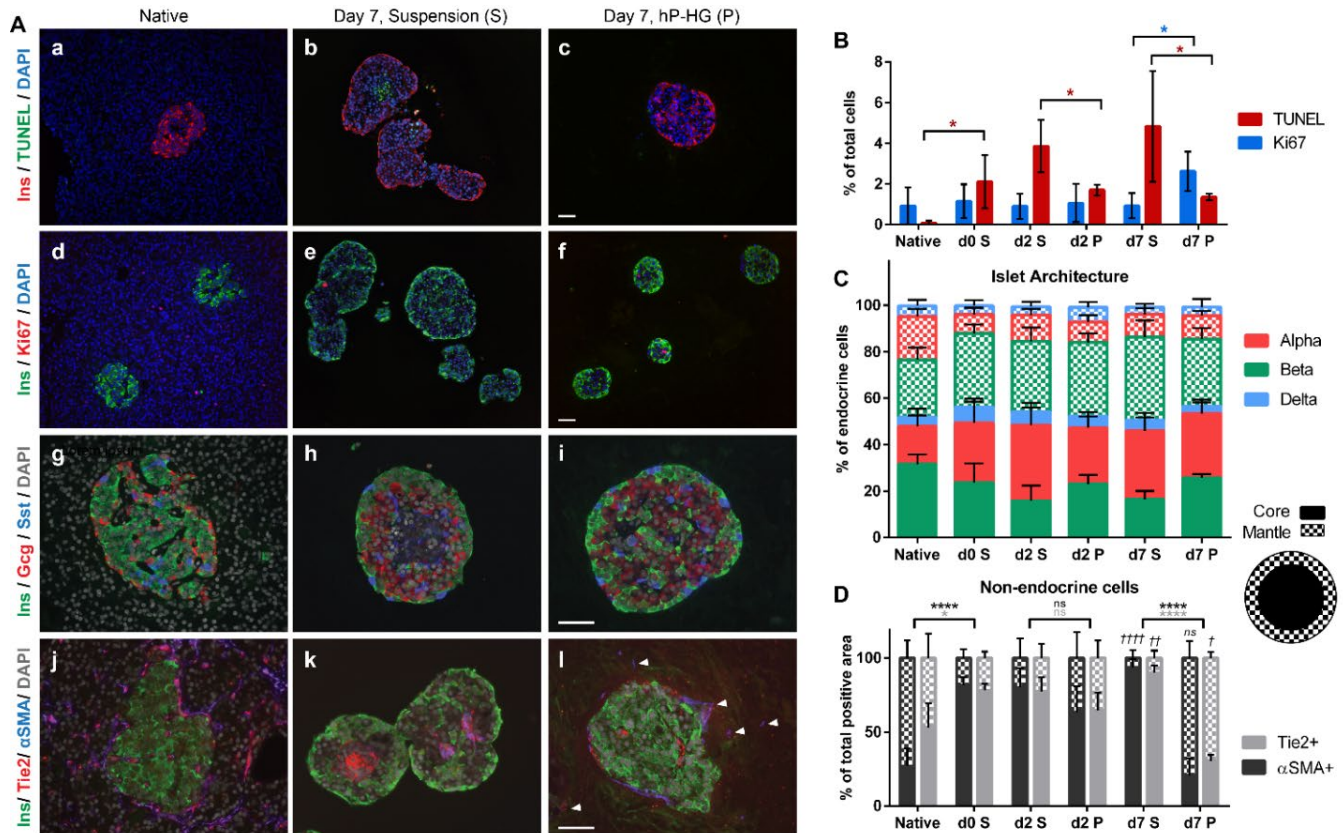 A
Native
Day 7, Suspension (S)
Day 7, hP-HG (P)
Ins / TUNEL / DAPI
a
b
c
Ins / Ki67 / DAPI
d
e
f
Ins / Gcg / Sst / DAPI
g
h
i
Ins/ Tie2/ αSMA/ DAPI
j
k
l
B
% of total cells
8
6
4
2
0
*
*
*
*
Native
d0 S
d2 S
d2 P
d7 S
d7 P
TUNEL
Ki67
C
Islet Architecture
% of endocrine cells
100
80
60
40
20
0
Native
d0 S
d2 S
d2 P
d7 S
d7 P
Alpha
Beta
Delta
Core
Mantle
D
Non-endocrine cells
% of total positive area
100
50
0
****
*
ns
ns
****
****
††††
††
ns
†
Native
d0 S
d2 S
d2 P
d7 S
d7 P
Tie2+
αSMA+